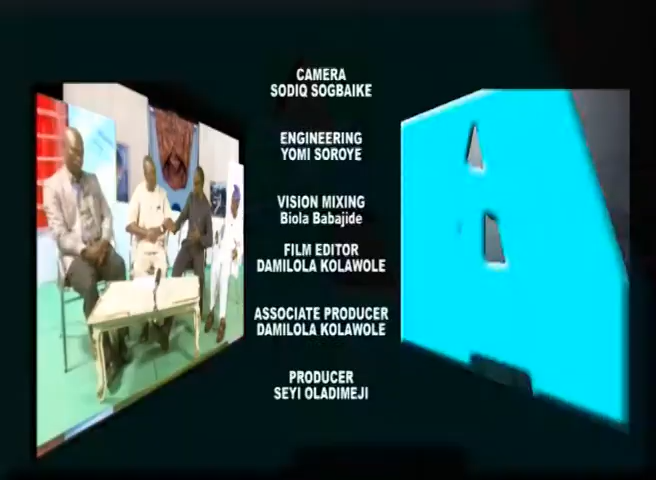 CAMERA
SODIQ SOGBAIKE
ENGINEERING
YOMI SOROYE
VISION MIXING
Biola Babajide
FILM EDITOR
DAMILOLA KOLAWOLE
ASSOCIATE PRODUCER
DAMILOLA KOLAWOLE
PRODUCER
SEYI OLADIMEJI